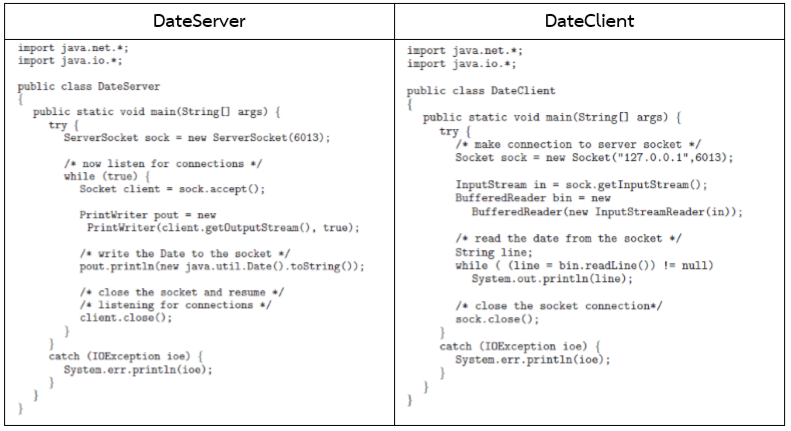 DateServer
import java.net.*;
import java.io.*;
public class DateServer
{
public static void main(String[] args) {
try {
ServerSocket sock = new ServerSocket(6013);
/* now listen for connections */
while (true) {
Socket client = sock.accept();
PrintWriter pout = new
PrintWriter(client.getOutputStream(), true);
/* write the Date to the socket */
pout.println(new java.util.Date().toString());
/* close the socket and resume */
/* listening for connections */
client.close();
}
}
catch (IOException ioe) {
System.err.println(ioe);
}
}
}
DateClient
import java.net.*;
import java.io.*;
public class DateClient
{
public static void main(String[] args) {
try {
/* make connection to server socket */
Socket sock = new Socket("127.0.0.1",6013);
InputStream in = sock.getInputStream();
BufferedReader bin = new
BufferedReader(new InputStreamReader(in));
/* read the date from the socket */
String line;
while ( (line = bin.readLine()) != null)
System.out.println(line);
/* close the socket connection*/
sock.close();
}
catch (IOException ioe) {
System.err.println(ioe);
}
}
}